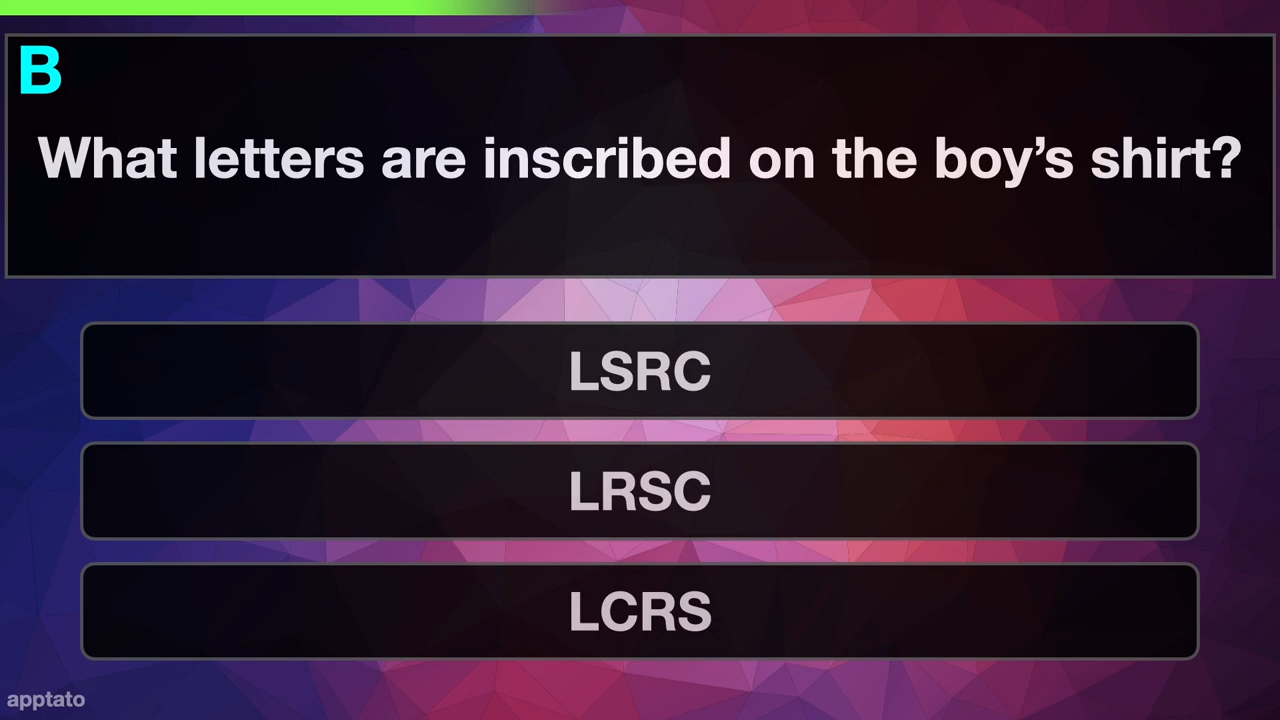 B
What letters are inscribed on the boy’s shirt?
LSRC
LRSC
LCRS
apptato